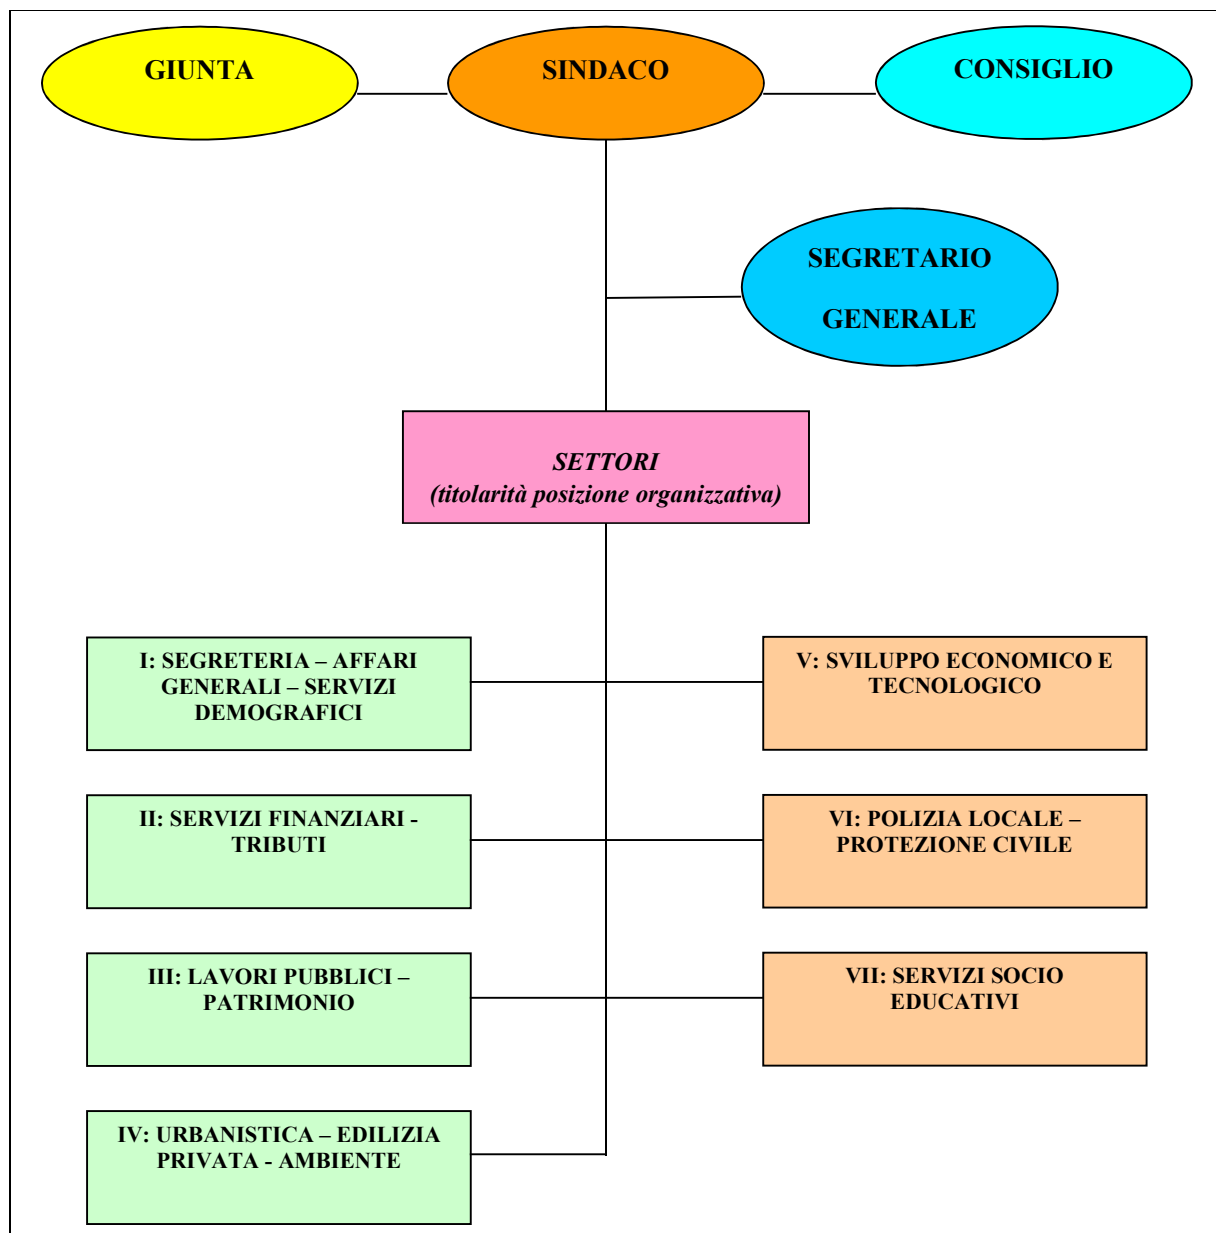 GIUNTA
SINDACO
CONSIGLIO
SEGRETARIO
GENERALE
SETTORI
(titolarità posizione organizzativa)
I: SEGRETERIA – AFFARI
GENERALI – SERVIZI
DEMOGRAFICI
V: SVILUPPO ECONOMICO E
TECNOLOGICO
II: SERVIZI FINANZIARI -
TRIBUTI
VI: POLIZIA LOCALE –
PROTEZIONE CIVILE
III: LAVORI PUBBLICI –
PATRIMONIO
VII: SERVIZI SOCIO
EDUCATIVI
IV: URBANISTICA – EDILIZIA
PRIVATA - AMBIENTE